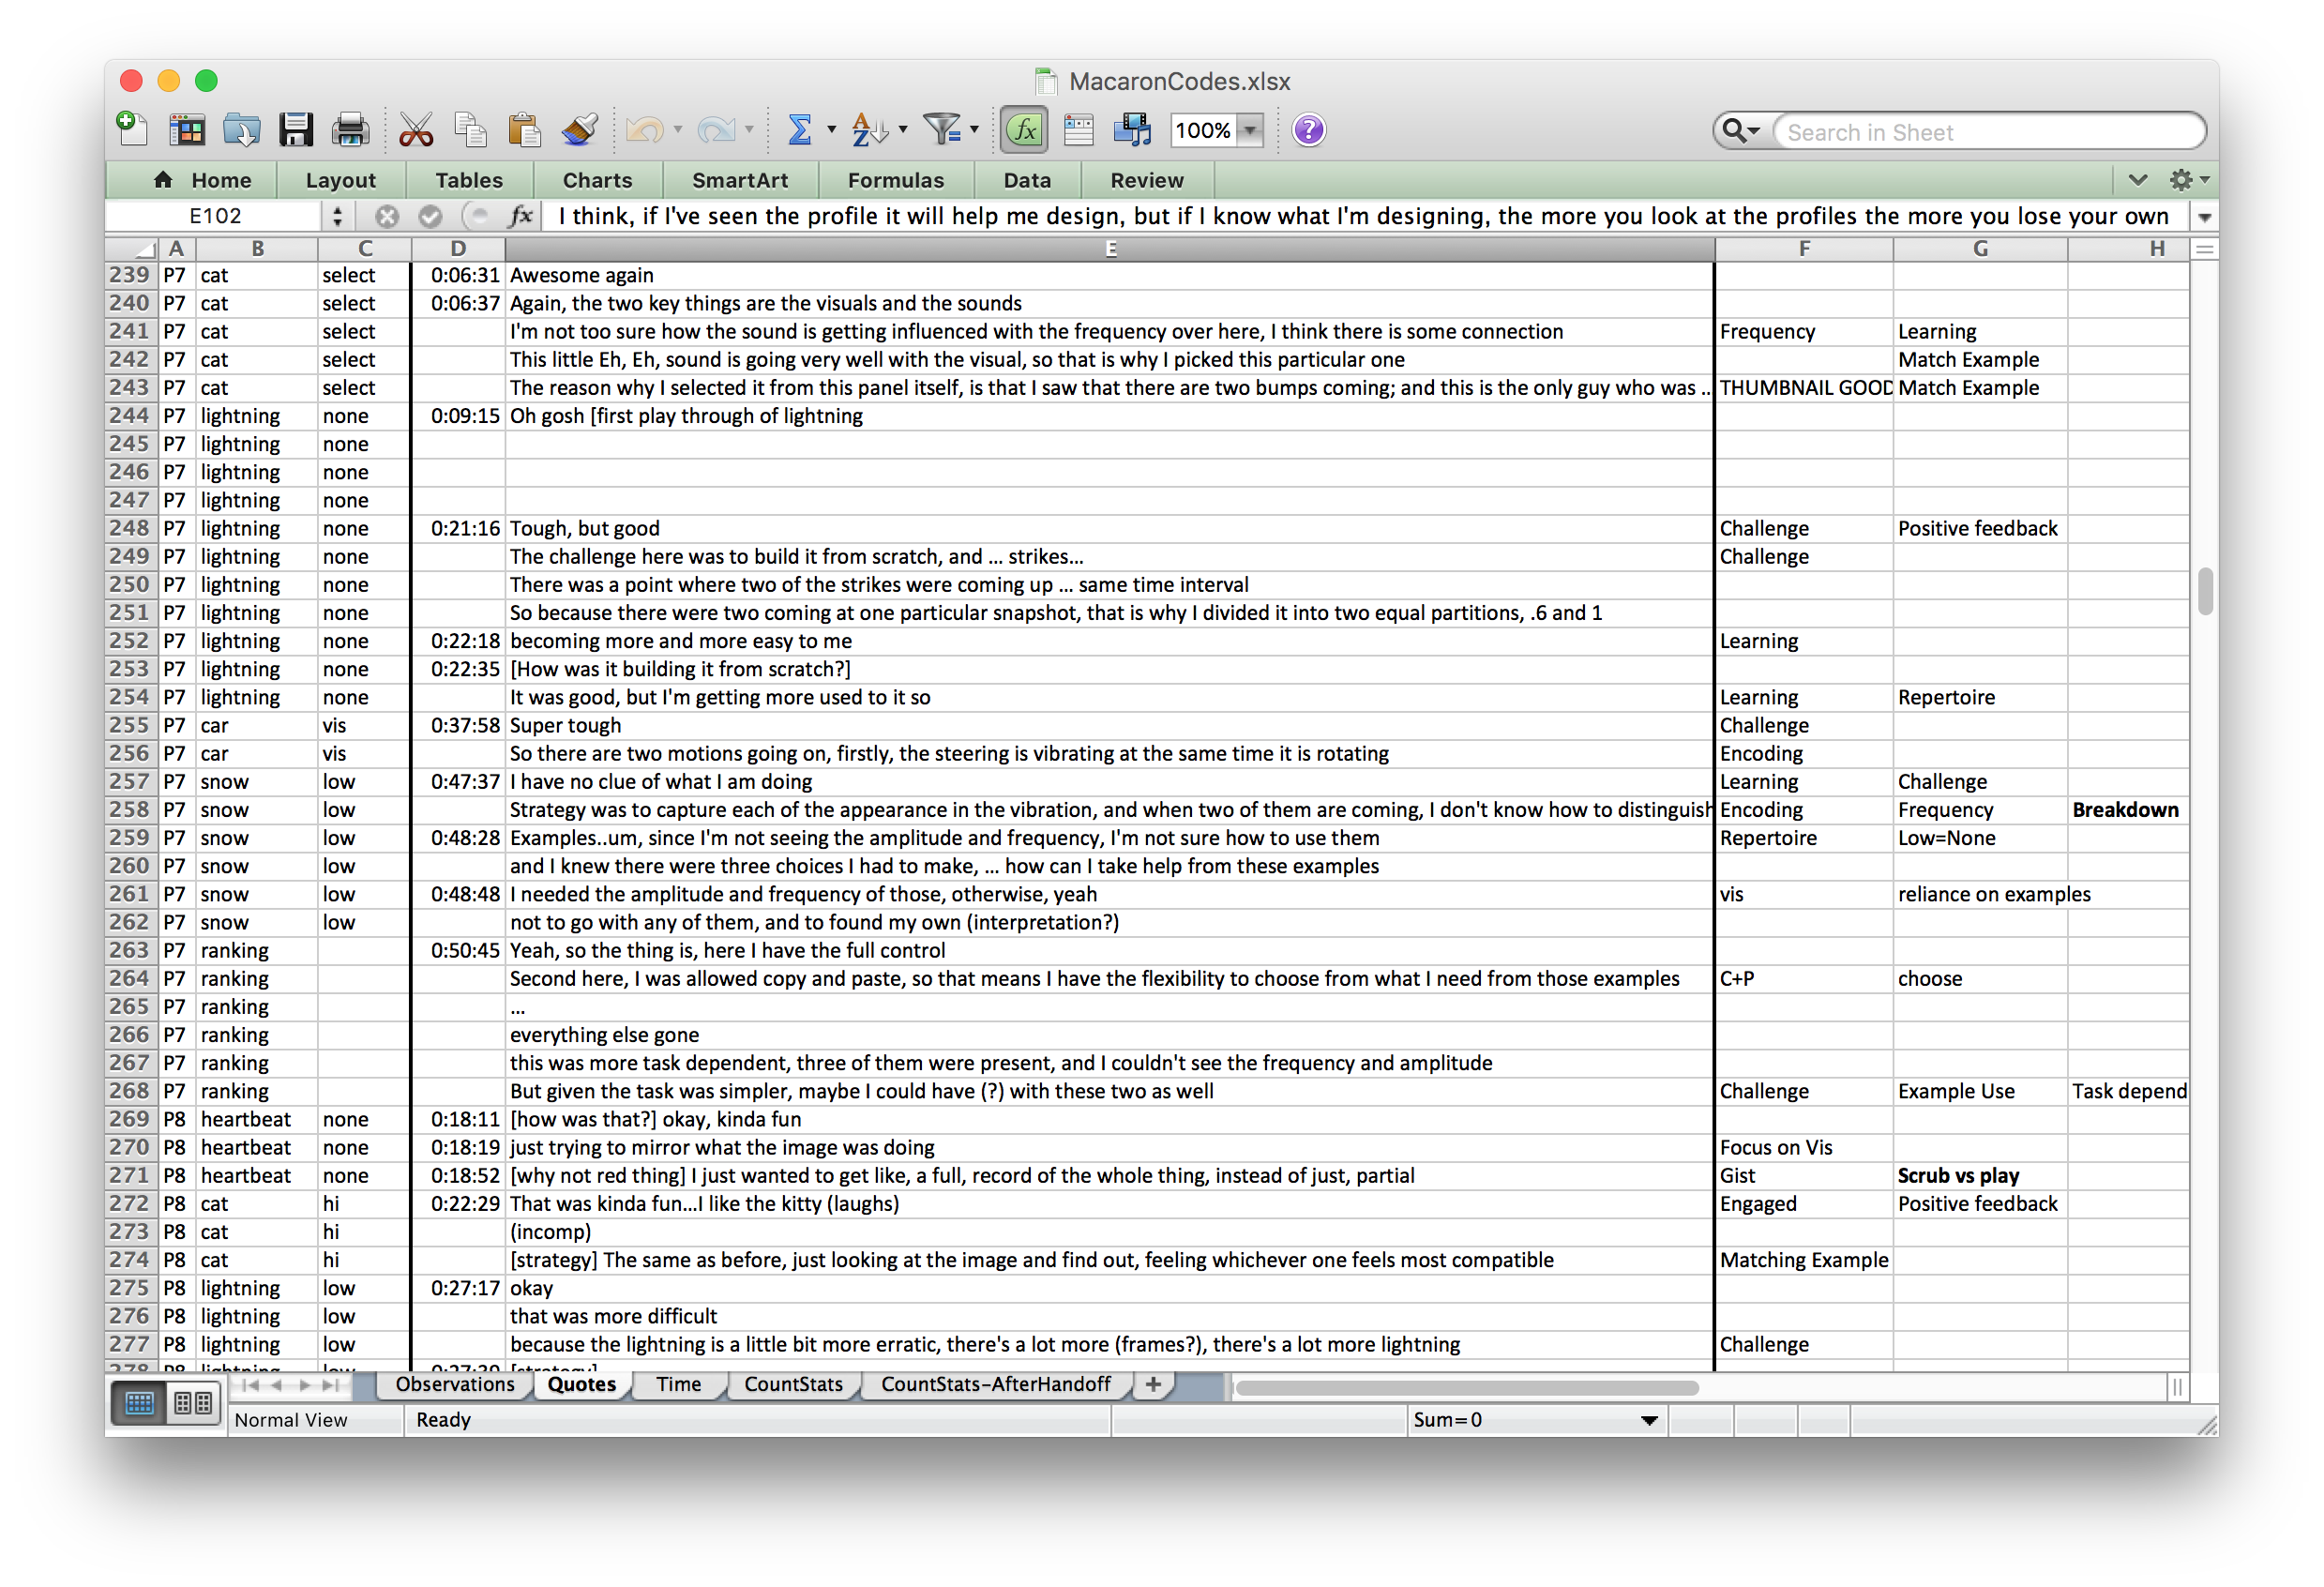 MacaronCodes.xlsx
100% Search in Sheet
Home Layout Tables Charts SmartArt Formulas Data Review
E102 fx I think, if I've seen the profile it will help me design, but if I know what I'm designing, the more you look at the profiles the more you lose your own
A B C D E F G H
239 P7 cat select 0:06:31 Awesome again
240 P7 cat select 0:06:37 Again, the two key things are the visuals and the sounds
241 P7 cat select I'm not too sure how the sound is getting influenced with the frequency over here, I think there is some connection Frequency Learning
242 P7 cat select This little Eh, Eh, sound is going very well with the visual, so that is why I picked this particular one Match Example
243 P7 cat select The reason why I selected it from this panel itself, is that I saw that there are two bumps coming; and this is the only guy who was .. THUMBNAIL GOOD Match Example
244 P7 lightning none 0:09:15 Oh gosh [first play through of lightning
245 P7 lightning none
246 P7 lightning none
247 P7 lightning none
248 P7 lightning none 0:21:16 Tough, but good Challenge Positive feedback
249 P7 lightning none The challenge here was to build it from scratch, and ... strikes... Challenge
250 P7 lightning none There was a point where two of the strikes were coming up ... same time interval
251 P7 lightning none So because there were two coming at one particular snapshot, that is why I divided it into two equal partitions, .6 and 1
252 P7 lightning none 0:22:18 becoming more and more easy to me Learning
253 P7 lightning none 0:22:35 [How was it building it from scratch?]
254 P7 lightning none It was good, but I'm getting more used to it so Learning Repertoire
255 P7 car vis 0:37:58 Super tough Challenge
256 P7 car vis So there are two motions going on, firstly, the steering is vibrating at the same time it is rotating Encoding
257 P7 snow low 0:47:37 I have no clue of what I am doing Learning Challenge
258 P7 snow low Strategy was to capture each of the appearance in the vibration, and when two of them are coming, I don't know how to distinguish Encoding Frequency Breakdown
259 P7 snow low 0:48:28 Examples..um, since I'm not seeing the amplitude and frequency, I'm not sure how to use them Repertoire Low=None
260 P7 snow low and I knew there were three choices I had to make, ... how can I take help from these examples
261 P7 snow low 0:48:48 I needed the amplitude and frequency of those, otherwise, yeah vis reliance on examples
262 P7 snow low not to go with any of them, and to found my own (interpretation?)
263 P7 ranking 0:50:45 Yeah, so the thing is, here I have the full control
264 P7 ranking Second here, I was allowed copy and paste, so that means I have the flexibility to choose from what I need from those examples C+P choose
265 P7 ranking ...
266 P7 ranking everything else gone
267 P7 ranking this was more task dependent, three of them were present, and I couldn't see the frequency and amplitude
268 P7 ranking But given the task was simpler, maybe I could have (?) with these two as well Challenge Example Use Task depend
269 P8 heartbeat none 0:18:11 [how was that?] okay, kinda fun
270 P8 heartbeat none 0:18:19 just trying to mirror what the image was doing Focus on Vis
271 P8 heartbeat none 0:18:52 [why not red thing] I just wanted to get like, a full, record of the whole thing, instead of just, partial Gist Scrub vs play
272 P8 cat hi 0:22:29 That was kinda fun...I like the kitty (laughs) Engaged Positive feedback
273 P8 cat hi (incomp)
274 P8 cat hi [strategy] The same as before, just looking at the image and find out, feeling whichever one feels most compatible Matching Example
275 P8 lightning low 0:27:17 okay
276 P8 lightning low that was more difficult
277 P8 lightning low because the lightning is a little bit more erratic, there's a lot more (frames?), there's a lot more lightning Challenge
278 P8 lightning low 0:27:39 [strategy]
Observations Quotes Time CountStats CountStats-AfterHandoff +
Normal View Ready Sum=0